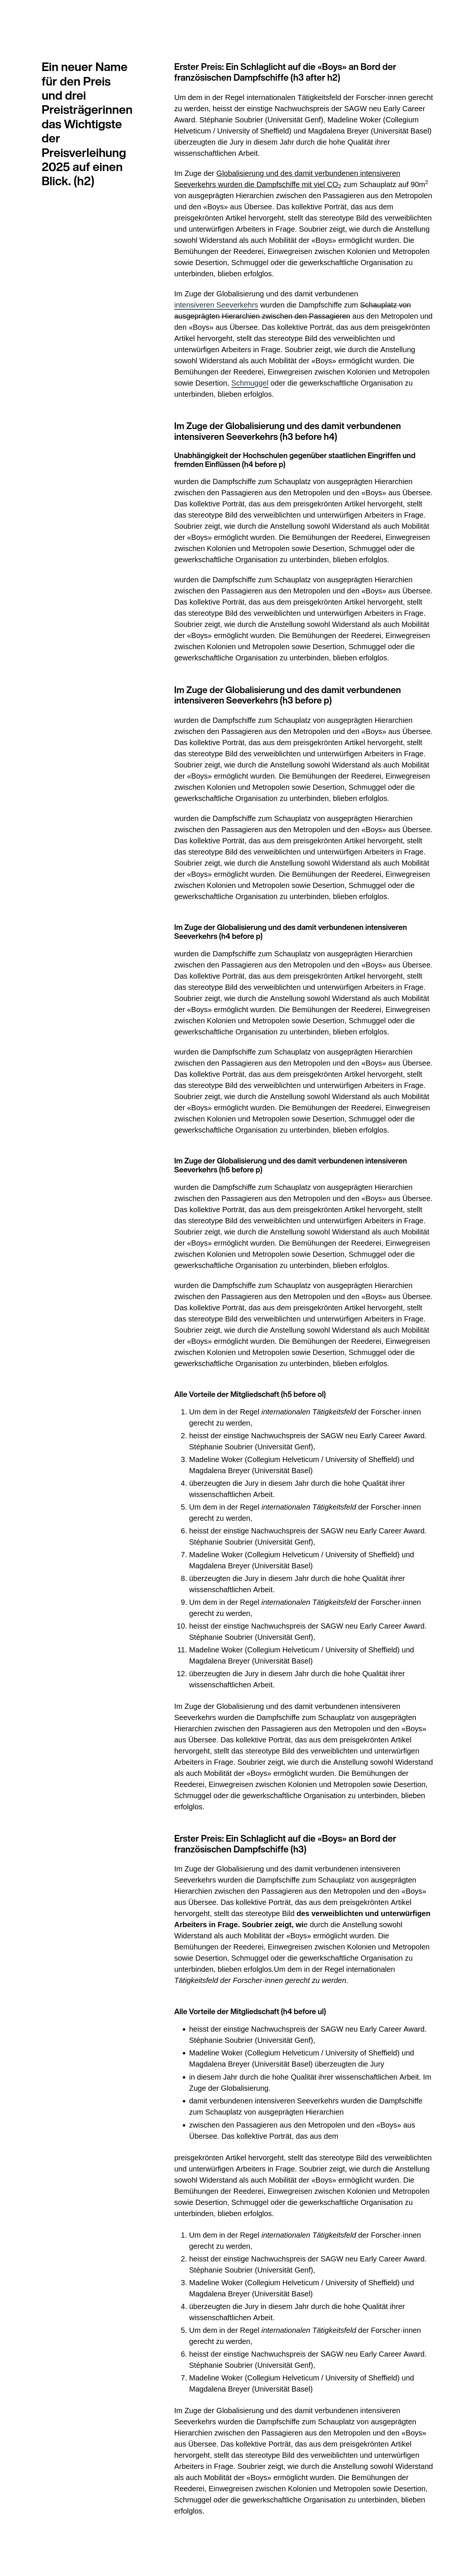 Ein neuer Name
für den Preis
und drei
Preisträgerinnen
das Wichtigste
der
Preisverleihung
2025 auf einen
Blick. (h2)
Erster Preis: Ein Schlaglicht auf die «Boys» an Bord der
französischen Dampfschiffe (h3 after h2)
Um dem in der Regel internationalen Tätigkeitsfeld der Forscher·innen gerecht
zu werden, heisst der einstige Nachwuchspreis der SAGW neu Early Career
Award. Stéphanie Soubrier (Universität Genf), Madeline Woker (Collegium
Helveticum / University of Sheffield) und Magdalena Breyer (Universität Basel)
überzeugten die Jury in diesem Jahr durch die hohe Qualität ihrer
wissenschaftlichen Arbeit.
Im Zuge der Globalisierung und des damit verbundenen intensiveren
Seeverkehrs wurden die Dampfschiffe mit viel CO₂ zum Schauplatz auf 90m²
von ausgeprägten Hierarchien zwischen den Passagieren aus den Metropolen
und den «Boys» aus Übersee. Das kollektive Porträt, das aus dem
preisgekrönten Artikel hervorgeht, stellt das stereotype Bild des verweiblichten
und unterwürfigen Arbeiters in Frage. Soubrier zeigt, wie durch die Anstellung
sowohl Widerstand als auch Mobilität der «Boys» ermöglicht wurden. Die
Bemühungen der Reederei, Einwegreisen zwischen Kolonien und Metropolen
sowie Desertion, Schmuggel oder die gewerkschaftliche Organisation zu
unterbinden, blieben erfolglos.
Im Zuge der Globalisierung und des damit verbundenen
intensiveren Seeverkehrs wurden die Dampfschiffe zum Schauplatz von
ausgeprägten Hierarchien zwischen den Passagieren aus den Metropolen und
den «Boys» aus Übersee. Das kollektive Porträt, das aus dem preisgekrönten
Artikel hervorgeht, stellt das stereotype Bild des verweiblichten und
unterwürfigen Arbeiters in Frage. Soubrier zeigt, wie durch die Anstellung
sowohl Widerstand als auch Mobilität der «Boys» ermöglicht wurden. Die
Bemühungen der Reederei, Einwegreisen zwischen Kolonien und Metropolen
sowie Desertion, Schmuggel oder die gewerkschaftliche Organisation zu
unterbinden, blieben erfolglos.
Im Zuge der Globalisierung und des damit verbundenen
intensiveren Seeverkehrs (h3 before h4)
Unabhängigkeit der Hochschulen gegenüber staatlichen Eingriffen und
fremden Einflüssen (h4 before p)
wurden die Dampfschiffe zum Schauplatz von ausgeprägten Hierarchien
zwischen den Passagieren aus den Metropolen und den «Boys» aus Übersee.
Das kollektive Porträt, das aus dem preisgekrönten Artikel hervorgeht, stellt
das stereotype Bild des verweiblichten und unterwürfigen Arbeiters in Frage.
Soubrier zeigt, wie durch die Anstellung sowohl Widerstand als auch Mobilität
der «Boys» ermöglicht wurden. Die Bemühungen der Reederei, Einwegreisen
zwischen Kolonien und Metropolen sowie Desertion, Schmuggel oder die
gewerkschaftliche Organisation zu unterbinden, blieben erfolglos.
wurden die Dampfschiffe zum Schauplatz von ausgeprägten Hierarchien
zwischen den Passagieren aus den Metropolen und den «Boys» aus Übersee.
Das kollektive Porträt, das aus dem preisgekrönten Artikel hervorgeht, stellt
das stereotype Bild des verweiblichten und unterwürfigen Arbeiters in Frage.
Soubrier zeigt, wie durch die Anstellung sowohl Widerstand als auch Mobilität
der «Boys» ermöglicht wurden. Die Bemühungen der Reederei, Einwegreisen
zwischen Kolonien und Metropolen sowie Desertion, Schmuggel oder die
gewerkschaftliche Organisation zu unterbinden, blieben erfolglos.
Im Zuge der Globalisierung und des damit verbundenen
intensiveren Seeverkehrs (h3 before p)
wurden die Dampfschiffe zum Schauplatz von ausgeprägten Hierarchien
zwischen den Passagieren aus den Metropolen und den «Boys» aus Übersee.
Das kollektive Porträt, das aus dem preisgekrönten Artikel hervorgeht, stellt
das stereotype Bild des verweiblichten und unterwürfigen Arbeiters in Frage.
Soubrier zeigt, wie durch die Anstellung sowohl Widerstand als auch Mobilität
der «Boys» ermöglicht wurden. Die Bemühungen der Reederei, Einwegreisen
zwischen Kolonien und Metropolen sowie Desertion, Schmuggel oder die
gewerkschaftliche Organisation zu unterbinden, blieben erfolglos.
wurden die Dampfschiffe zum Schauplatz von ausgeprägten Hierarchien
zwischen den Passagieren aus den Metropolen und den «Boys» aus Übersee.
Das kollektive Porträt, das aus dem preisgekrönten Artikel hervorgeht, stellt
das stereotype Bild des verweiblichten und unterwürfigen Arbeiters in Frage.
Soubrier zeigt, wie durch die Anstellung sowohl Widerstand als auch Mobilität
der «Boys» ermöglicht wurden. Die Bemühungen der Reederei, Einwegreisen
zwischen Kolonien und Metropolen sowie Desertion, Schmuggel oder die
gewerkschaftliche Organisation zu unterbinden, blieben erfolglos.
Im Zuge der Globalisierung und des damit verbundenen intensiveren
Seeverkehrs (h4 before p)
wurden die Dampfschiffe zum Schauplatz von ausgeprägten Hierarchien
zwischen den Passagieren aus den Metropolen und den «Boys» aus Übersee.
Das kollektive Porträt, das aus dem preisgekrönten Artikel hervorgeht, stellt
das stereotype Bild des verweiblichten und unterwürfigen Arbeiters in Frage.
Soubrier zeigt, wie durch die Anstellung sowohl Widerstand als auch Mobilität
der «Boys» ermöglicht wurden. Die Bemühungen der Reederei, Einwegreisen
zwischen Kolonien und Metropolen sowie Desertion, Schmuggel oder die
gewerkschaftliche Organisation zu unterbinden, blieben erfolglos.
wurden die Dampfschiffe zum Schauplatz von ausgeprägten Hierarchien
zwischen den Passagieren aus den Metropolen und den «Boys» aus Übersee.
Das kollektive Porträt, das aus dem preisgekrönten Artikel hervorgeht, stellt
das stereotype Bild des verweiblichten und unterwürfigen Arbeiters in Frage.
Soubrier zeigt, wie durch die Anstellung sowohl Widerstand als auch Mobilität
der «Boys» ermöglicht wurden. Die Bemühungen der Reederei, Einwegreisen
zwischen Kolonien und Metropolen sowie Desertion, Schmuggel oder die
gewerkschaftliche Organisation zu unterbinden, blieben erfolglos.
Im Zuge der Globalisierung und des damit verbundenen intensiveren
Seeverkehrs (h5 before p)
wurden die Dampfschiffe zum Schauplatz von ausgeprägten Hierarchien
zwischen den Passagieren aus den Metropolen und den «Boys» aus Übersee.
Das kollektive Porträt, das aus dem preisgekrönten Artikel hervorgeht, stellt
das stereotype Bild des verweiblichten und unterwürfigen Arbeiters in Frage.
Soubrier zeigt, wie durch die Anstellung sowohl Widerstand als auch Mobilität
der «Boys» ermöglicht wurden. Die Bemühungen der Reederei, Einwegreisen
zwischen Kolonien und Metropolen sowie Desertion, Schmuggel oder die
gewerkschaftliche Organisation zu unterbinden, blieben erfolglos.
wurden die Dampfschiffe zum Schauplatz von ausgeprägten Hierarchien
zwischen den Passagieren aus den Metropolen und den «Boys» aus Übersee.
Das kollektive Porträt, das aus dem preisgekrönten Artikel hervorgeht, stellt
das stereotype Bild des verweiblichten und unterwürfigen Arbeiters in Frage.
Soubrier zeigt, wie durch die Anstellung sowohl Widerstand als auch Mobilität
der «Boys» ermöglicht wurden. Die Bemühungen der Reederei, Einwegreisen
zwischen Kolonien und Metropolen sowie Desertion, Schmuggel oder die
gewerkschaftliche Organisation zu unterbinden, blieben erfolglos.
Alle Vorteile der Mitgliedschaft (h5 before ol)
1. Um dem in der Regel internationalen Tätigkeitsfeld der Forscher·innen
gerecht zu werden,
2. heisst der einstige Nachwuchspreis der SAGW neu Early Career Award.
Stéphanie Soubrier (Universität Genf),
3. Madeline Woker (Collegium Helveticum / University of Sheffield) und
Magdalena Breyer (Universität Basel)
4. überzeugten die Jury in diesem Jahr durch die hohe Qualität ihrer
wissenschaftlichen Arbeit.
5. Um dem in der Regel internationalen Tätigkeitsfeld der Forscher·innen
gerecht zu werden,
6. heisst der einstige Nachwuchspreis der SAGW neu Early Career Award.
Stéphanie Soubrier (Universität Genf),
7. Madeline Woker (Collegium Helveticum / University of Sheffield) und
Magdalena Breyer (Universität Basel)
8. überzeugten die Jury in diesem Jahr durch die hohe Qualität ihrer
wissenschaftlichen Arbeit.
9. Um dem in der Regel internationalen Tätigkeitsfeld der Forscher·innen
gerecht zu werden,
10. heisst der einstige Nachwuchspreis der SAGW neu Early Career Award.
Stéphanie Soubrier (Universität Genf),
11. Madeline Woker (Collegium Helveticum / University of Sheffield) und
Magdalena Breyer (Universität Basel)
12. überzeugten die Jury in diesem Jahr durch die hohe Qualität ihrer
wissenschaftlichen Arbeit.
Im Zuge der Globalisierung und des damit verbundenen intensiveren
Seeverkehrs wurden die Dampfschiffe zum Schauplatz von ausgeprägten
Hierarchien zwischen den Passagieren aus den Metropolen und den «Boys»
aus Übersee. Das kollektive Porträt, das aus dem preisgekrönten Artikel
hervorgeht, stellt das stereotype Bild des verweiblichten und unterwürfigen
Arbeiters in Frage. Soubrier zeigt, wie durch die Anstellung sowohl Widerstand
als auch Mobilität der «Boys» ermöglicht wurden. Die Bemühungen der
Reederei, Einwegreisen zwischen Kolonien und Metropolen sowie Desertion,
Schmuggel oder die gewerkschaftliche Organisation zu unterbinden, blieben
erfolglos.
Erster Preis: Ein Schlaglicht auf die «Boys» an Bord der
französischen Dampfschiffe (h3)
Im Zuge der Globalisierung und des damit verbundenen intensiveren
Seeverkehrs wurden die Dampfschiffe zum Schauplatz von ausgeprägten
Hierarchien zwischen den Passagieren aus den Metropolen und den «Boys»
aus Übersee. Das kollektive Porträt, das aus dem preisgekrönten Artikel
hervorgeht, stellt das stereotype Bild des verweiblichten und unterwürfigen
Arbeiters in Frage. Soubrier zeigt, wie durch die Anstellung sowohl
Widerstand als auch Mobilität der «Boys» ermöglicht wurden. Die
Bemühungen der Reederei, Einwegreisen zwischen Kolonien und Metropolen
sowie Desertion, Schmuggel oder die gewerkschaftliche Organisation zu
unterbinden, blieben erfolglos.Um dem in der Regel internationalen
Tätigkeitsfeld der Forscher·innen gerecht zu werden.
Alle Vorteile der Mitgliedschaft (h4 before ul)
• heisst der einstige Nachwuchspreis der SAGW neu Early Career Award.
Stéphanie Soubrier (Universität Genf),
• Madeline Woker (Collegium Helveticum / University of Sheffield) und
Magdalena Breyer (Universität Basel) überzeugten die Jury
• in diesem Jahr durch die hohe Qualität ihrer wissenschaftlichen Arbeit. Im
Zuge der Globalisierung.
• damit verbundenen intensiveren Seeverkehrs wurden die Dampfschiffe
zum Schauplatz von ausgeprägten Hierarchien
• zwischen den Passagieren aus den Metropolen und den «Boys» aus
Übersee. Das kollektive Porträt, das aus dem
preisgekrönten Artikel hervorgeht, stellt das stereotype Bild des verweiblichten
und unterwürfigen Arbeiters in Frage. Soubrier zeigt, wie durch die Anstellung
sowohl Widerstand als auch Mobilität der «Boys» ermöglicht wurden. Die
Bemühungen der Reederei, Einwegreisen zwischen Kolonien und Metropolen
sowie Desertion, Schmuggel oder die gewerkschaftliche Organisation zu
unterbinden, blieben erfolglos.
1. Um dem in der Regel internationalen Tätigkeitsfeld der Forscher·innen
gerecht zu werden,
2. heisst der einstige Nachwuchspreis der SAGW neu Early Career Award.
Stéphanie Soubrier (Universität Genf),
3. Madeline Woker (Collegium Helveticum / University of Sheffield) und
Magdalena Breyer (Universität Basel)
4. überzeugten die Jury in diesem Jahr durch die hohe Qualität ihrer
wissenschaftlichen Arbeit.
5. Um dem in der Regel internationalen Tätigkeitsfeld der Forscher·innen
gerecht zu werden,
6. heisst der einstige Nachwuchspreis der SAGW neu Early Career Award.
Stéphanie Soubrier (Universität Genf),
7. Madeline Woker (Collegium Helveticum / University of Sheffield) und
Magdalena Breyer (Universität Basel)
Im Zuge der Globalisierung und des damit verbundenen intensiveren
Seeverkehrs wurden die Dampfschiffe zum Schauplatz von ausgeprägten
Hierarchien zwischen den Passagieren aus den Metropolen und den «Boys»
aus Übersee. Das kollektive Porträt, das aus dem preisgekrönten Artikel
hervorgeht, stellt das stereotype Bild des verweiblichten und unterwürfigen
Arbeiters in Frage. Soubrier zeigt, wie durch die Anstellung sowohl Widerstand
als auch Mobilität der «Boys» ermöglicht wurden. Die Bemühungen der
Reederei, Einwegreisen zwischen Kolonien und Metropolen sowie Desertion,
Schmuggel oder die gewerkschaftliche Organisation zu unterbinden, blieben
erfolglos.